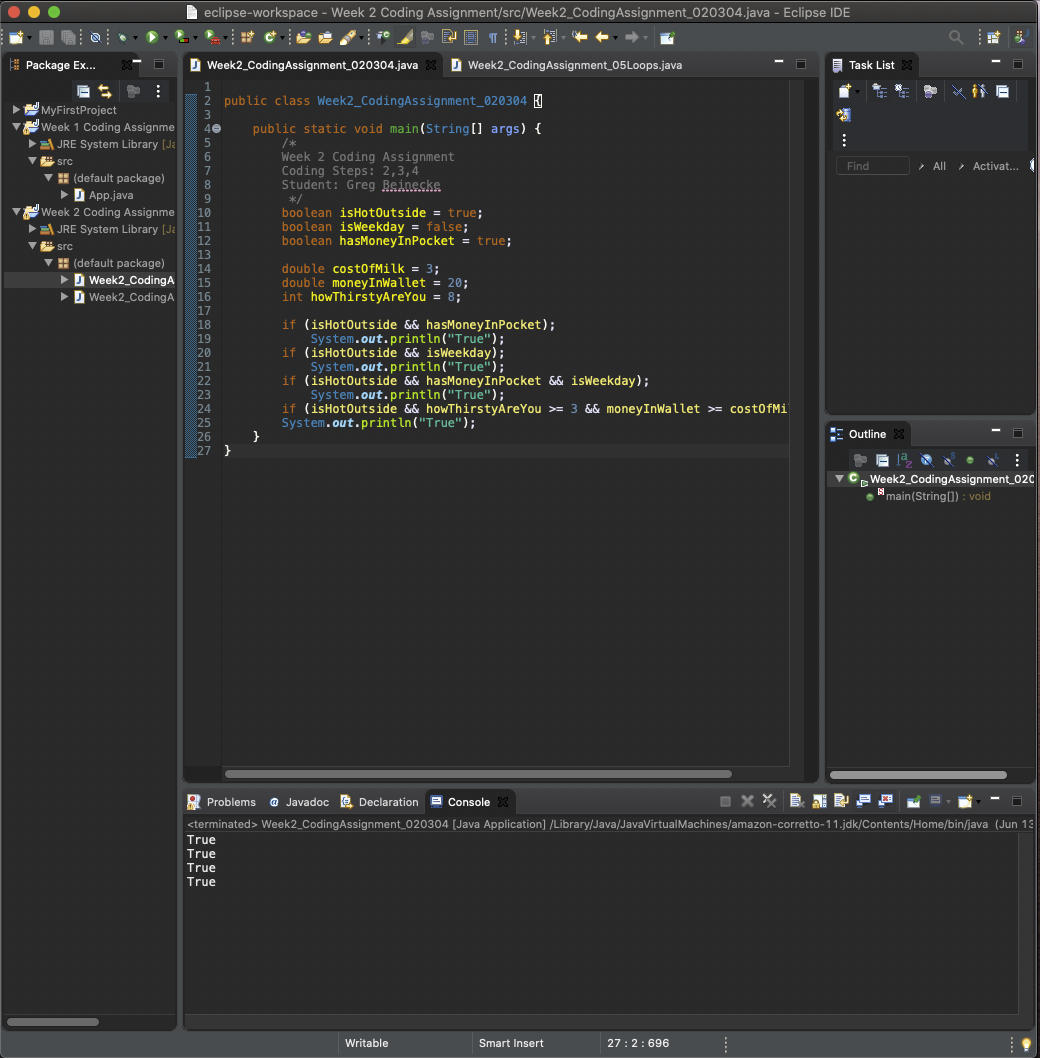 eclipse-workspace - Week 2 Coding Assignment/src/Week2_CodingAssignment_020304.java - Eclipse IDE
Package Ex...
MyFirstProject
Week 1 Coding Assignme
JRE System Library [Ja
src
(default package)
App.java
Week 2 Coding Assignme
JRE System Library [Ja
src
(default package)
Week2_CodingA
Week2_CodingA
Week2_CodingAssignment_020304.java
Week2_CodingAssignment_05Loops.java
1
2 public class Week2_CodingAssignment_020304 {
3
4 public static void main(String[] args) {
5 /*
6 Week 2 Coding Assignment
7 Coding Steps: 2,3,4
8 Student: Greg Beinecke
9 */
10 boolean isHotOutside = true;
11 boolean isWeekday = false;
12 boolean hasMoneyInPocket = true;
13
14 double costOfMilk = 3;
15 double moneyInWallet = 20;
16 int howThirstyAreYou = 8;
17
18 if (isHotOutside && hasMoneyInPocket);
19 System.out.println("True");
20 if (isHotOutside && isWeekday);
21 System.out.println("True");
22 if (isHotOutside && hasMoneyInPocket && isWeekday);
23 System.out.println("True");
24 if (isHotOutside && howThirstyAreYou >= 3 && moneyInWallet >= costOfMi
25 System.out.println("True");
26 }
27 }
Task List
Find
All
Activat...
Outline
Week2_CodingAssignment_020
main(String[]) : void
Problems
Javadoc
Declaration
Console
<terminated> Week2_CodingAssignment_020304 [Java Application] /Library/Java/JavaVirtualMachines/amazon-corretto-11.jdk/Contents/Home/bin/java (Jun 13
True
True
True
True
Writable
Smart Insert
27 : 2 : 696